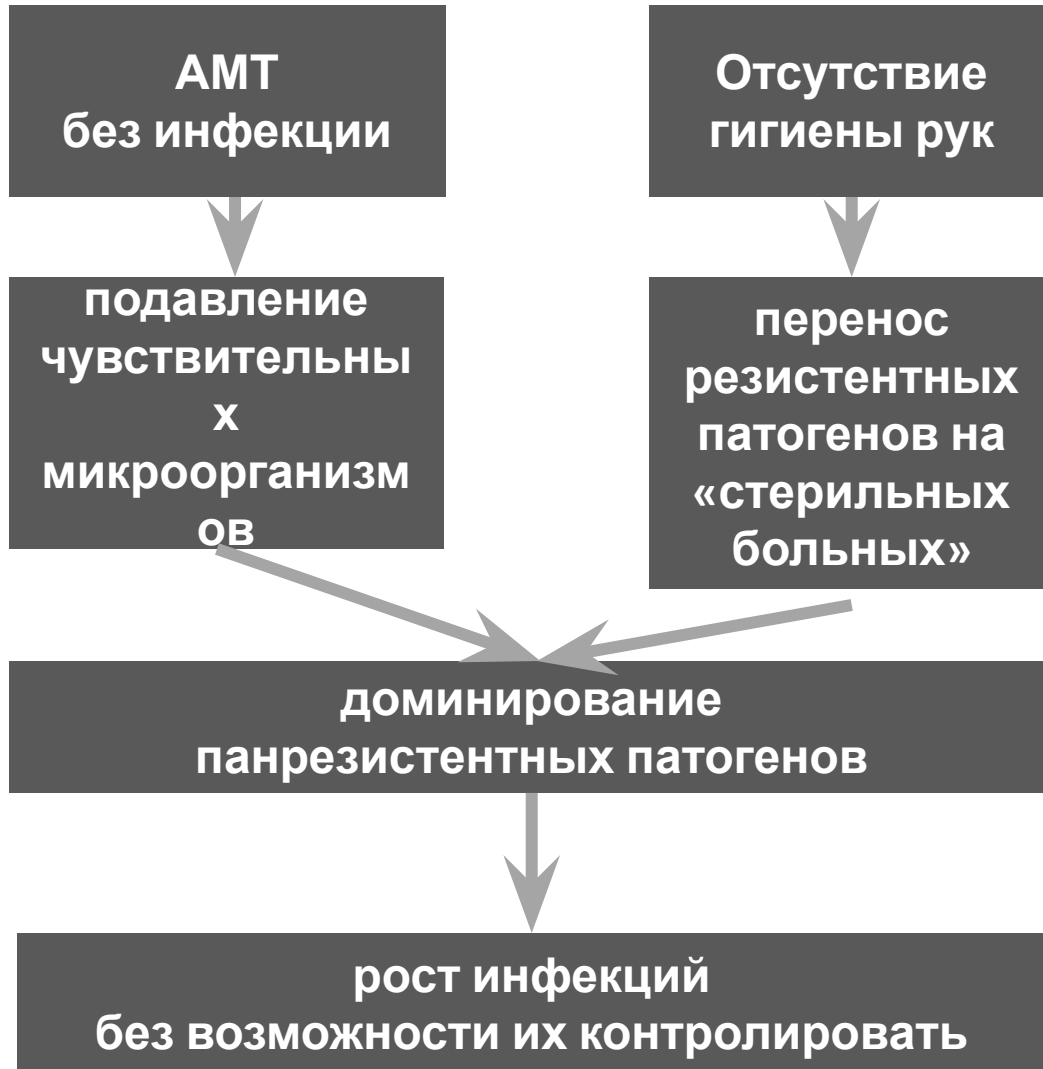 АМТ
без инфекции
Отсутствие
гигиены рук
подавление
чувствительны
х
микроорганизм
ов
перенос
резистентных
патогенов на
«стерильных
больных»
доминирование
панрезистентных патогенов
рост инфекций
без возможности их контролировать